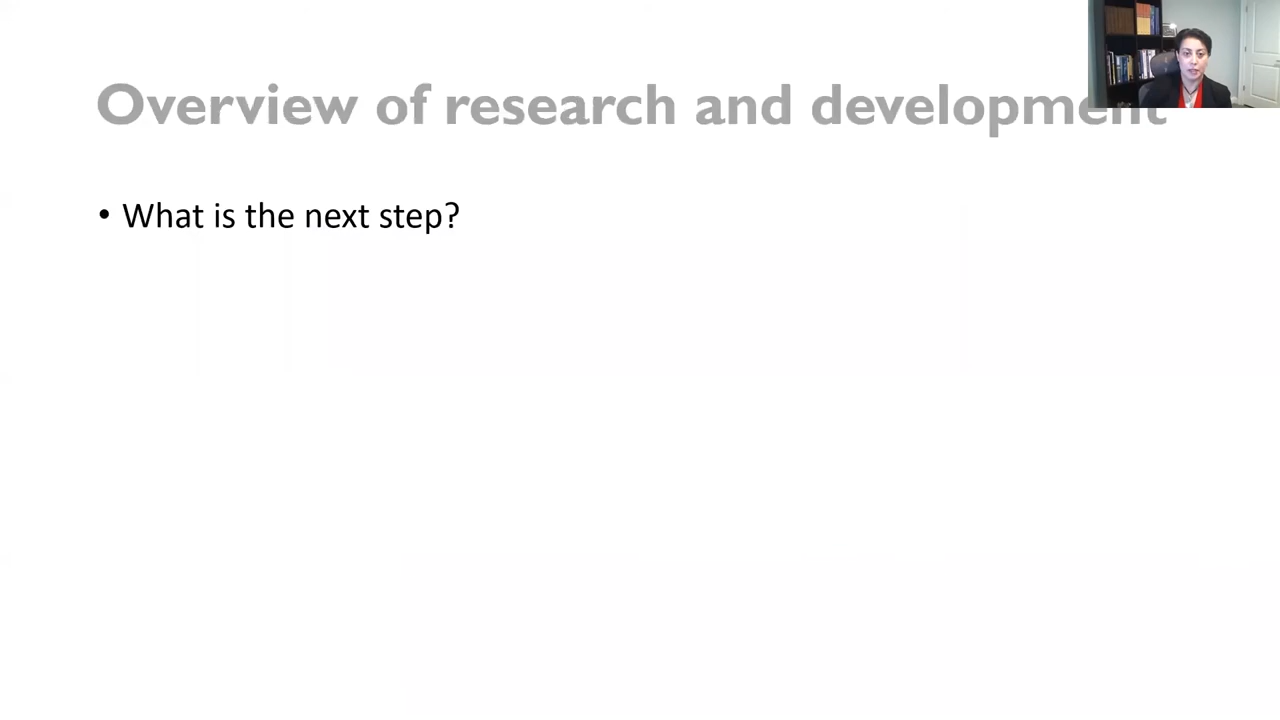 Overview of research and development
• What is the next step?